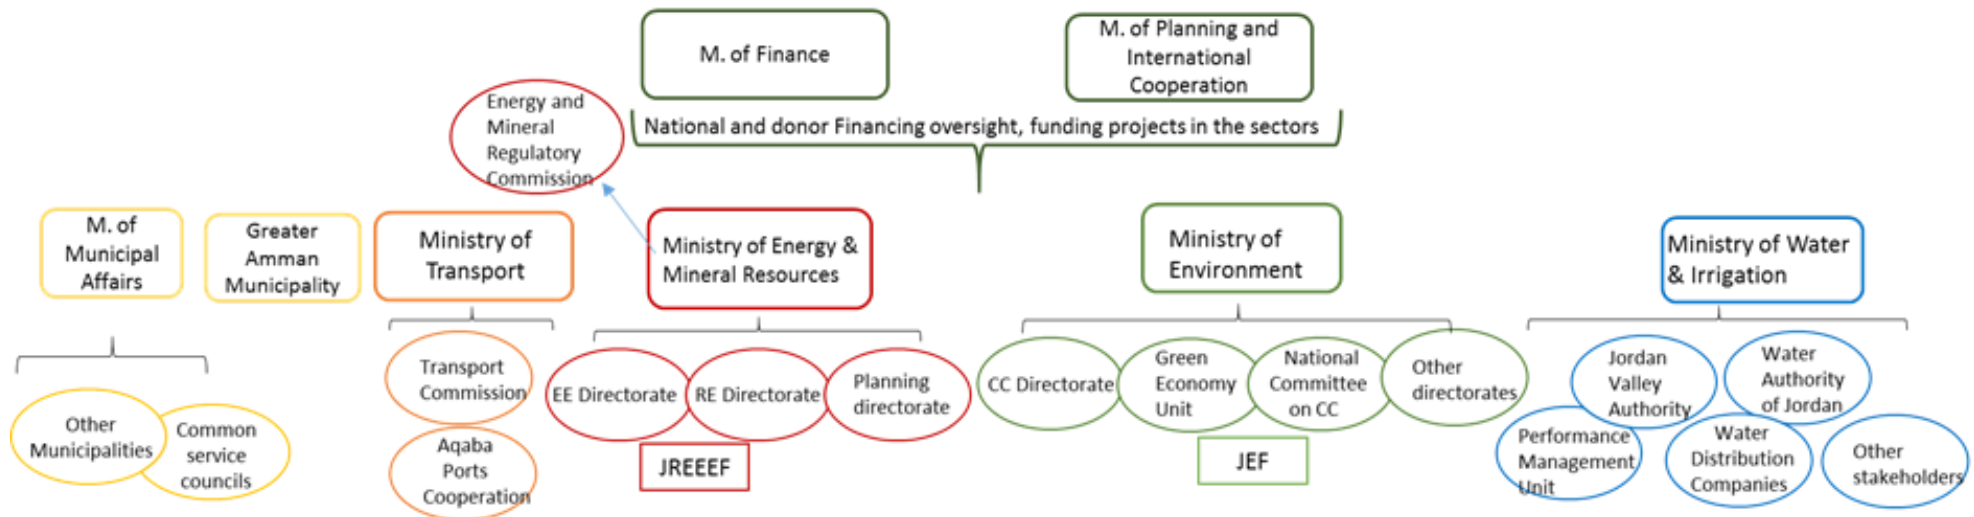 M. of Finance
M. of Planning and
International
Cooperation
Energy and
Mineral
Regulatory
Commission
National and donor Financing oversight, funding projects in the sectors
M. of
Municipal
Affairs
Greater
Amman
Municipality
Ministry of
Transport
Ministry of Energy &
Mineral Resources
Ministry of
Environment
Ministry of Water
& Irrigation
Other
Municipalities
Common
service
councils
Transport
Commission
Aqaba
Ports
Cooperation
EE Directorate
RE Directorate
Planning
directorate
JREEEF
CC Directorate
Green
Economy
Unit
National
Committee
on CC
Other
directorates
JEF
Jordan
Valley
Authority
Water
Authority
of Jordan
Performance
Management
Unit
Water
Distribution
Companies
Other
stakeholders